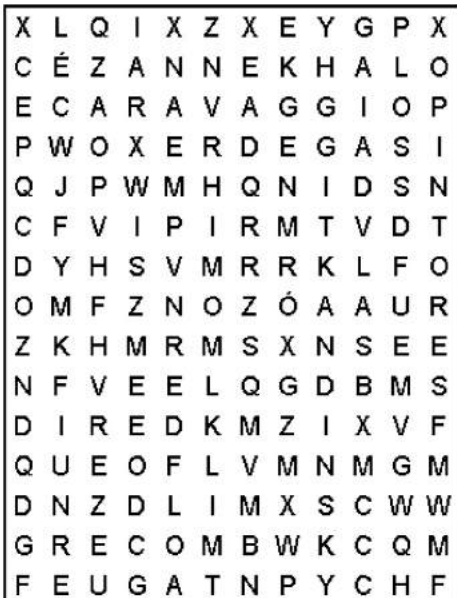 X L Q I X Z X E Y G P X
C É Z A N N E K H A L O
E C A R A V A G G I O P
P W O X E R D E G A S I
Q J P W M H Q N I D S N
C F V I P I R M T V D T
D Y H S V M R R K L F O
O M F Z N O Z Ó A A U R
Z K H M R M S X N S E E
N F V E E L Q G D B M S
D I R E D K M Z I X V F
Q U E O F L V M N M G M
D N Z D L I M X S C W W
G R E C O M B W K C Q M
F E U G A T N P Y C H F